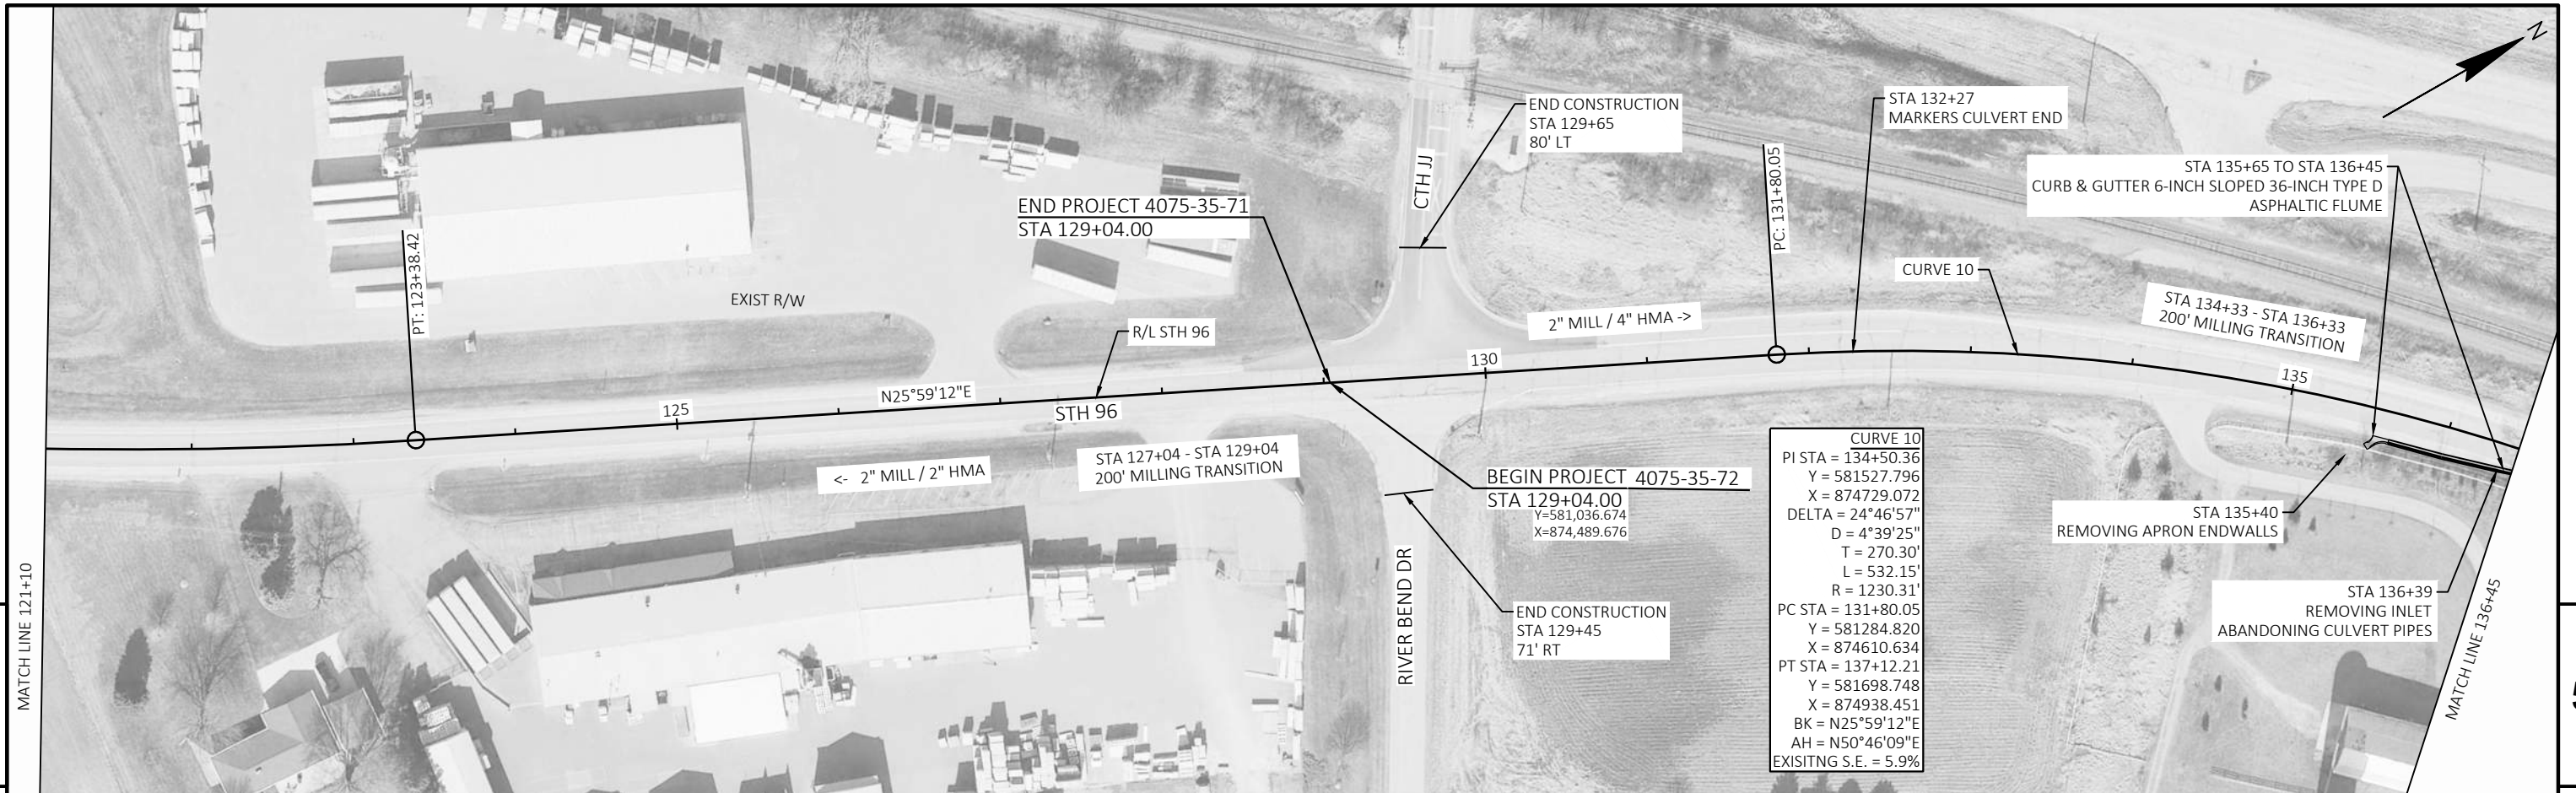 N
END CONSTRUCTION
STA 129+65
80' LT
STA 132+27
MARKERS CULVERT END
CTH JJ
PC: 131+80.05
STA 135+65 TO STA 136+45
CURB & GUTTER 6-INCH SLOPED 36-INCH TYPE D
ASPHALTIC FLUME
END PROJECT 4075-35-71
STA 129+04.00
PT: 123+38.42
EXIST R/W
CURVE 10
R/L STH 96
2" MILL / 4" HMA ->
STA 134+33 - STA 136+33
200' MILLING TRANSITION
130
135
N25°59'12"E
125
STH 96
STA 127+04 - STA 129+04
200' MILLING TRANSITION
<- 2" MILL / 2" HMA
BEGIN PROJECT 4075-35-72
STA 129+04.00
Y=581,036.674
X=874,489.676
CURVE 10
PI STA = 134+50.36
Y = 581527.796
X = 874729.072
DELTA = 24°46'57"
D = 4°39'25"
T = 270.30'
L = 532.15'
R = 1230.31'
PC STA = 131+80.05
Y = 581284.820
X = 874610.634
PT STA = 137+12.21
Y = 581698.748
X = 874938.451
BK = N25°59'12"E
AH = N50°46'09"E
EXISITNG S.E. = 5.9%
STA 135+40
REMOVING APRON ENDWALLS
RIVER BEND DR
END CONSTRUCTION
STA 129+45
71' RT
STA 136+39
REMOVING INLET
ABANDONING CULVERT PIPES
MATCH LINE 121+10
MATCH LINE 136+45